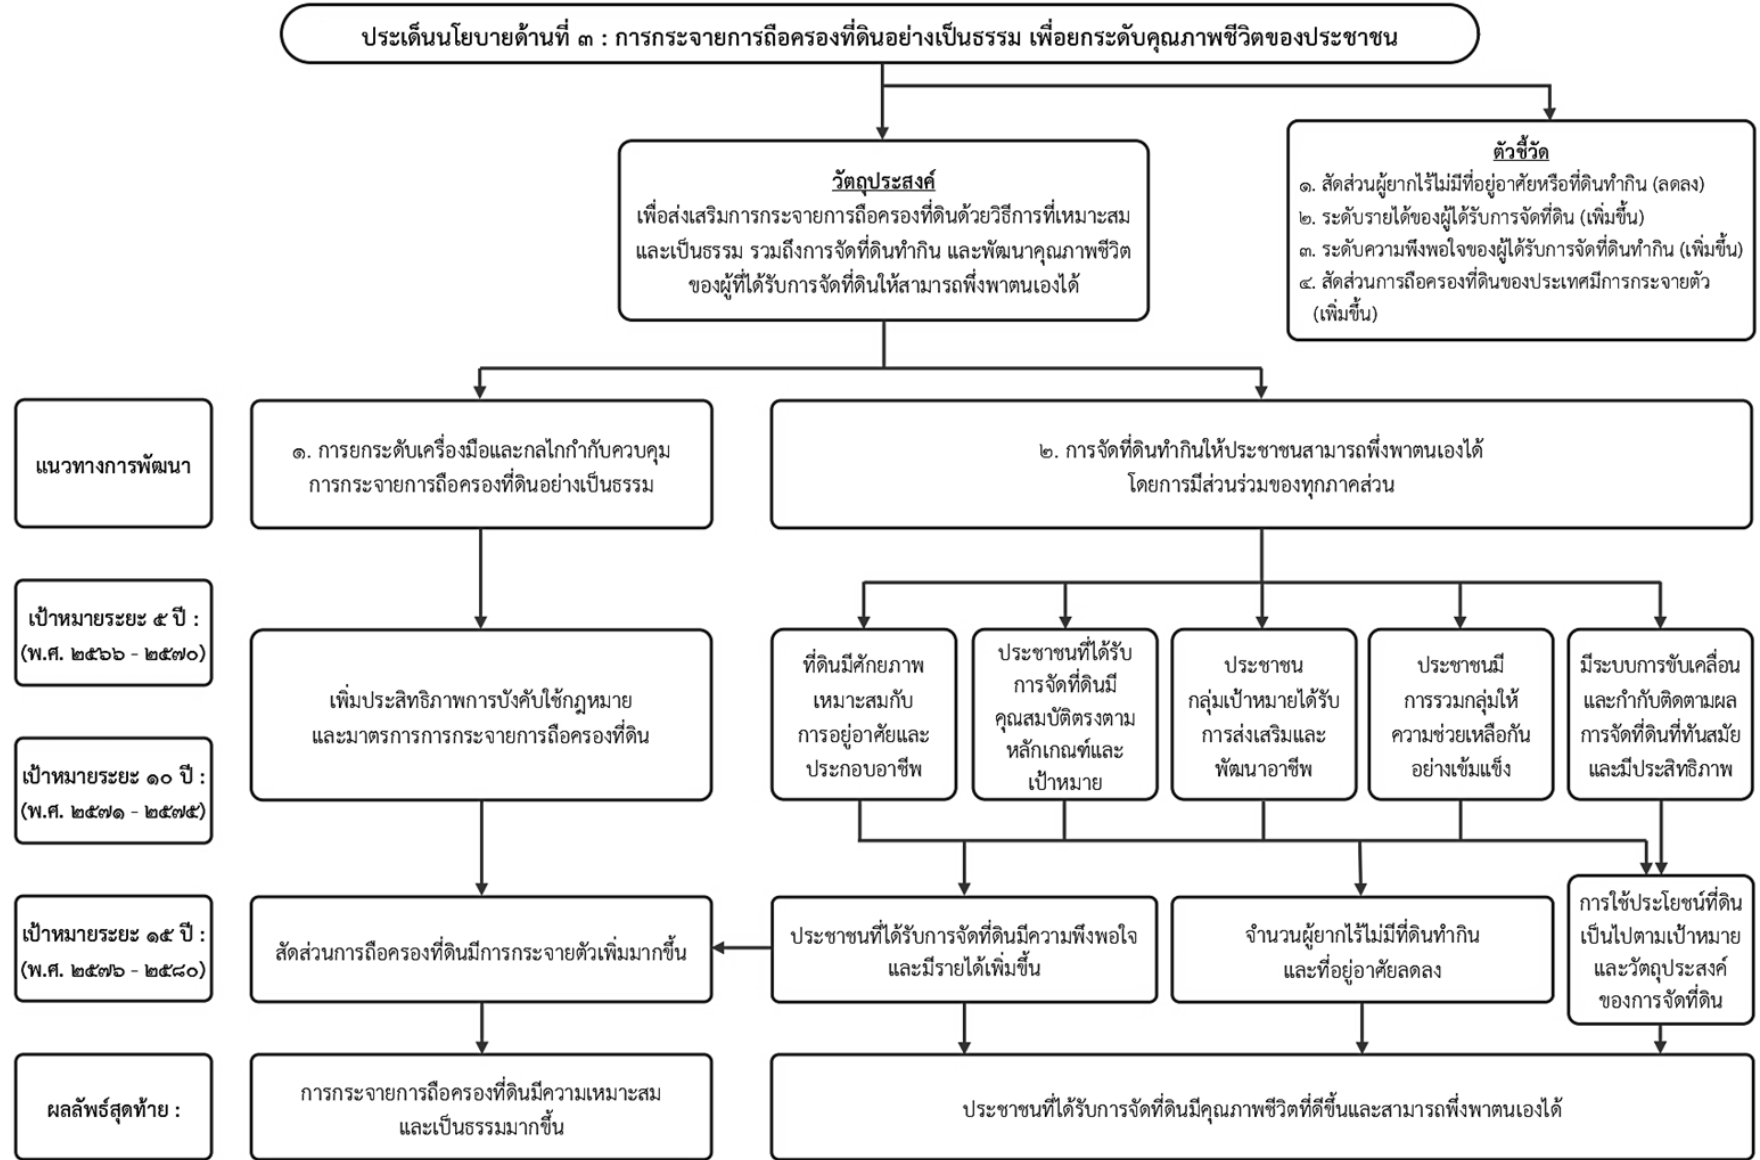 ประเด็นนโยบายด้านที่ ๓ : การกระจายการถือครองที่ดินอย่างเป็นธรรม เพื่อยกระดับคุณภาพชีวิตของประชาชน
วัตถุประสงค์
เพื่อส่งเสริมการกระจายการถือครองที่ดินด้วยวิธีการที่เหมาะสม
และเป็นธรรม รวมถึงการจัดที่ดินทำกิน และพัฒนาคุณภาพชีวิต
ของผู้ที่ได้รับการจัดที่ดินให้สามารถพึ่งพาตนเองได้
ตัวชี้วัด
๑. สัดส่วนผู้ยากไร้ไม่มีที่อยู่อาศัยหรือที่ดินทำกิน (ลดลง)
๒. ระดับรายได้ของผู้ได้รับการจัดที่ดิน (เพิ่มขึ้น)
๓. ระดับความพึงพอใจของผู้ได้รับการจัดที่ดินทำกิน (เพิ่มขึ้น)
๔. สัดส่วนการถือครองที่ดินของประเทศมีการกระจายตัว
(เพิ่มขึ้น)
แนวทางการพัฒนา
๑. การยกระดับเครื่องมือและกลไกกำกับควบคุม
การกระจายการถือครองที่ดินอย่างเป็นธรรม
๒. การจัดที่ดินทำกินให้ประชาชนสามารถพึ่งพาตนเองได้
โดยการมีส่วนร่วมของทุกภาคส่วน
เป้าหมายระยะ ๕ ปี :
(พ.ศ. ๒๕๖๖ - ๒๕๗๐)
เป้าหมายระยะ ๑๐ ปี :
(พ.ศ. ๒๕๗๑ - ๒๕๗๕)
เพิ่มประสิทธิภาพการบังคับใช้กฎหมาย
และมาตรการการกระจายการถือครองที่ดิน
ที่ดินมีศักยภาพ
เหมาะสมกับ
การอยู่อาศัยและ
ประกอบอาชีพ
ประชาชนที่ได้รับ
การจัดที่ดินมี
คุณสมบัติตรงตาม
หลักเกณฑ์และ
เป้าหมาย
ประชาชน
กลุ่มเป้าหมายได้รับ
การส่งเสริมและ
พัฒนาอาชีพ
ประชาชนมี
การรวมกลุ่มให้
ความช่วยเหลือกัน
อย่างเข้มแข็ง
มีระบบการขับเคลื่อน
และกำกับติดตามผล
การจัดที่ดินที่ทันสมัย
และมีประสิทธิภาพ
เป้าหมายระยะ ๑๕ ปี :
(พ.ศ. ๒๕๗๖ - ๒๕๘๐)
สัดส่วนการถือครองที่ดินมีการกระจายตัวเพิ่มมากขึ้น
ประชาชนที่ได้รับการจัดที่ดินมีความพึงพอใจ
และมีรายได้เพิ่มขึ้น
จำนวนผู้ยากไร้ไม่มีที่ดินทำกิน
และที่อยู่อาศัยลดลง
การใช้ประโยชน์ที่ดิน
เป็นไปตามเป้าหมาย
และวัตถุประสงค์
ของการจัดที่ดิน
ผลลัพธ์สุดท้าย :
การกระจายการถือครองที่ดินมีความเหมาะสม
และเป็นธรรมมากขึ้น
ประชาชนที่ได้รับการจัดที่ดินมีคุณภาพชีวิตที่ดีขึ้นและสามารถพึ่งพาตนเองได้